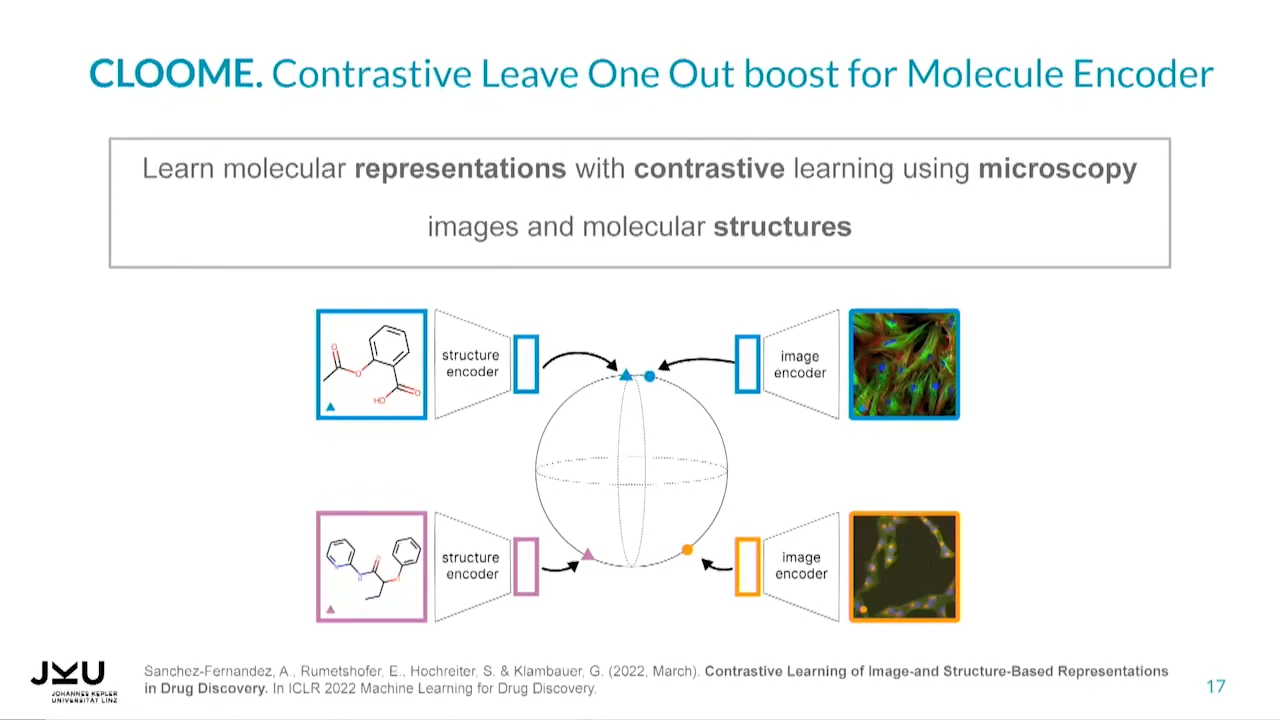 CLOOME. Contrastive Leave One Out boost for Molecule Encoder
Learn molecular representations with contrastive learning using microscopy
images and molecular structures
O
O
O
HO
structure
encoder
image
encoder
structure
encoder
image
encoder
JKU
JOHANNES KEPLER
UNIVERSITÄT LINZ
Sanchez-Fernandez, A., Rumetshofer, E., Hochreiter, S. & Klambauer, G. (2022, March). Contrastive Learning of Image-and Structure-Based Representations
in Drug Discovery. In ICLR 2022 Machine Learning for Drug Discovery.
17